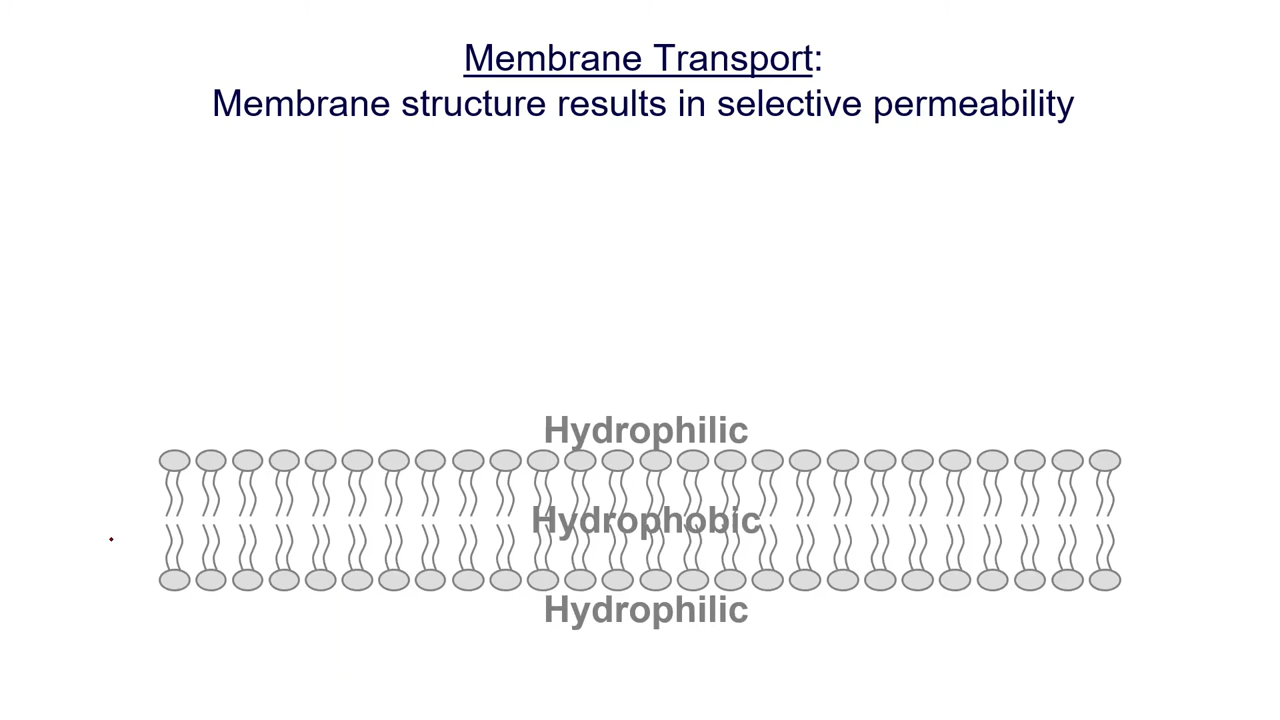 Membrane Transport:
Membrane structure results in selective permeability
Hydrophilic
Hydrophobic
Hydrophilic